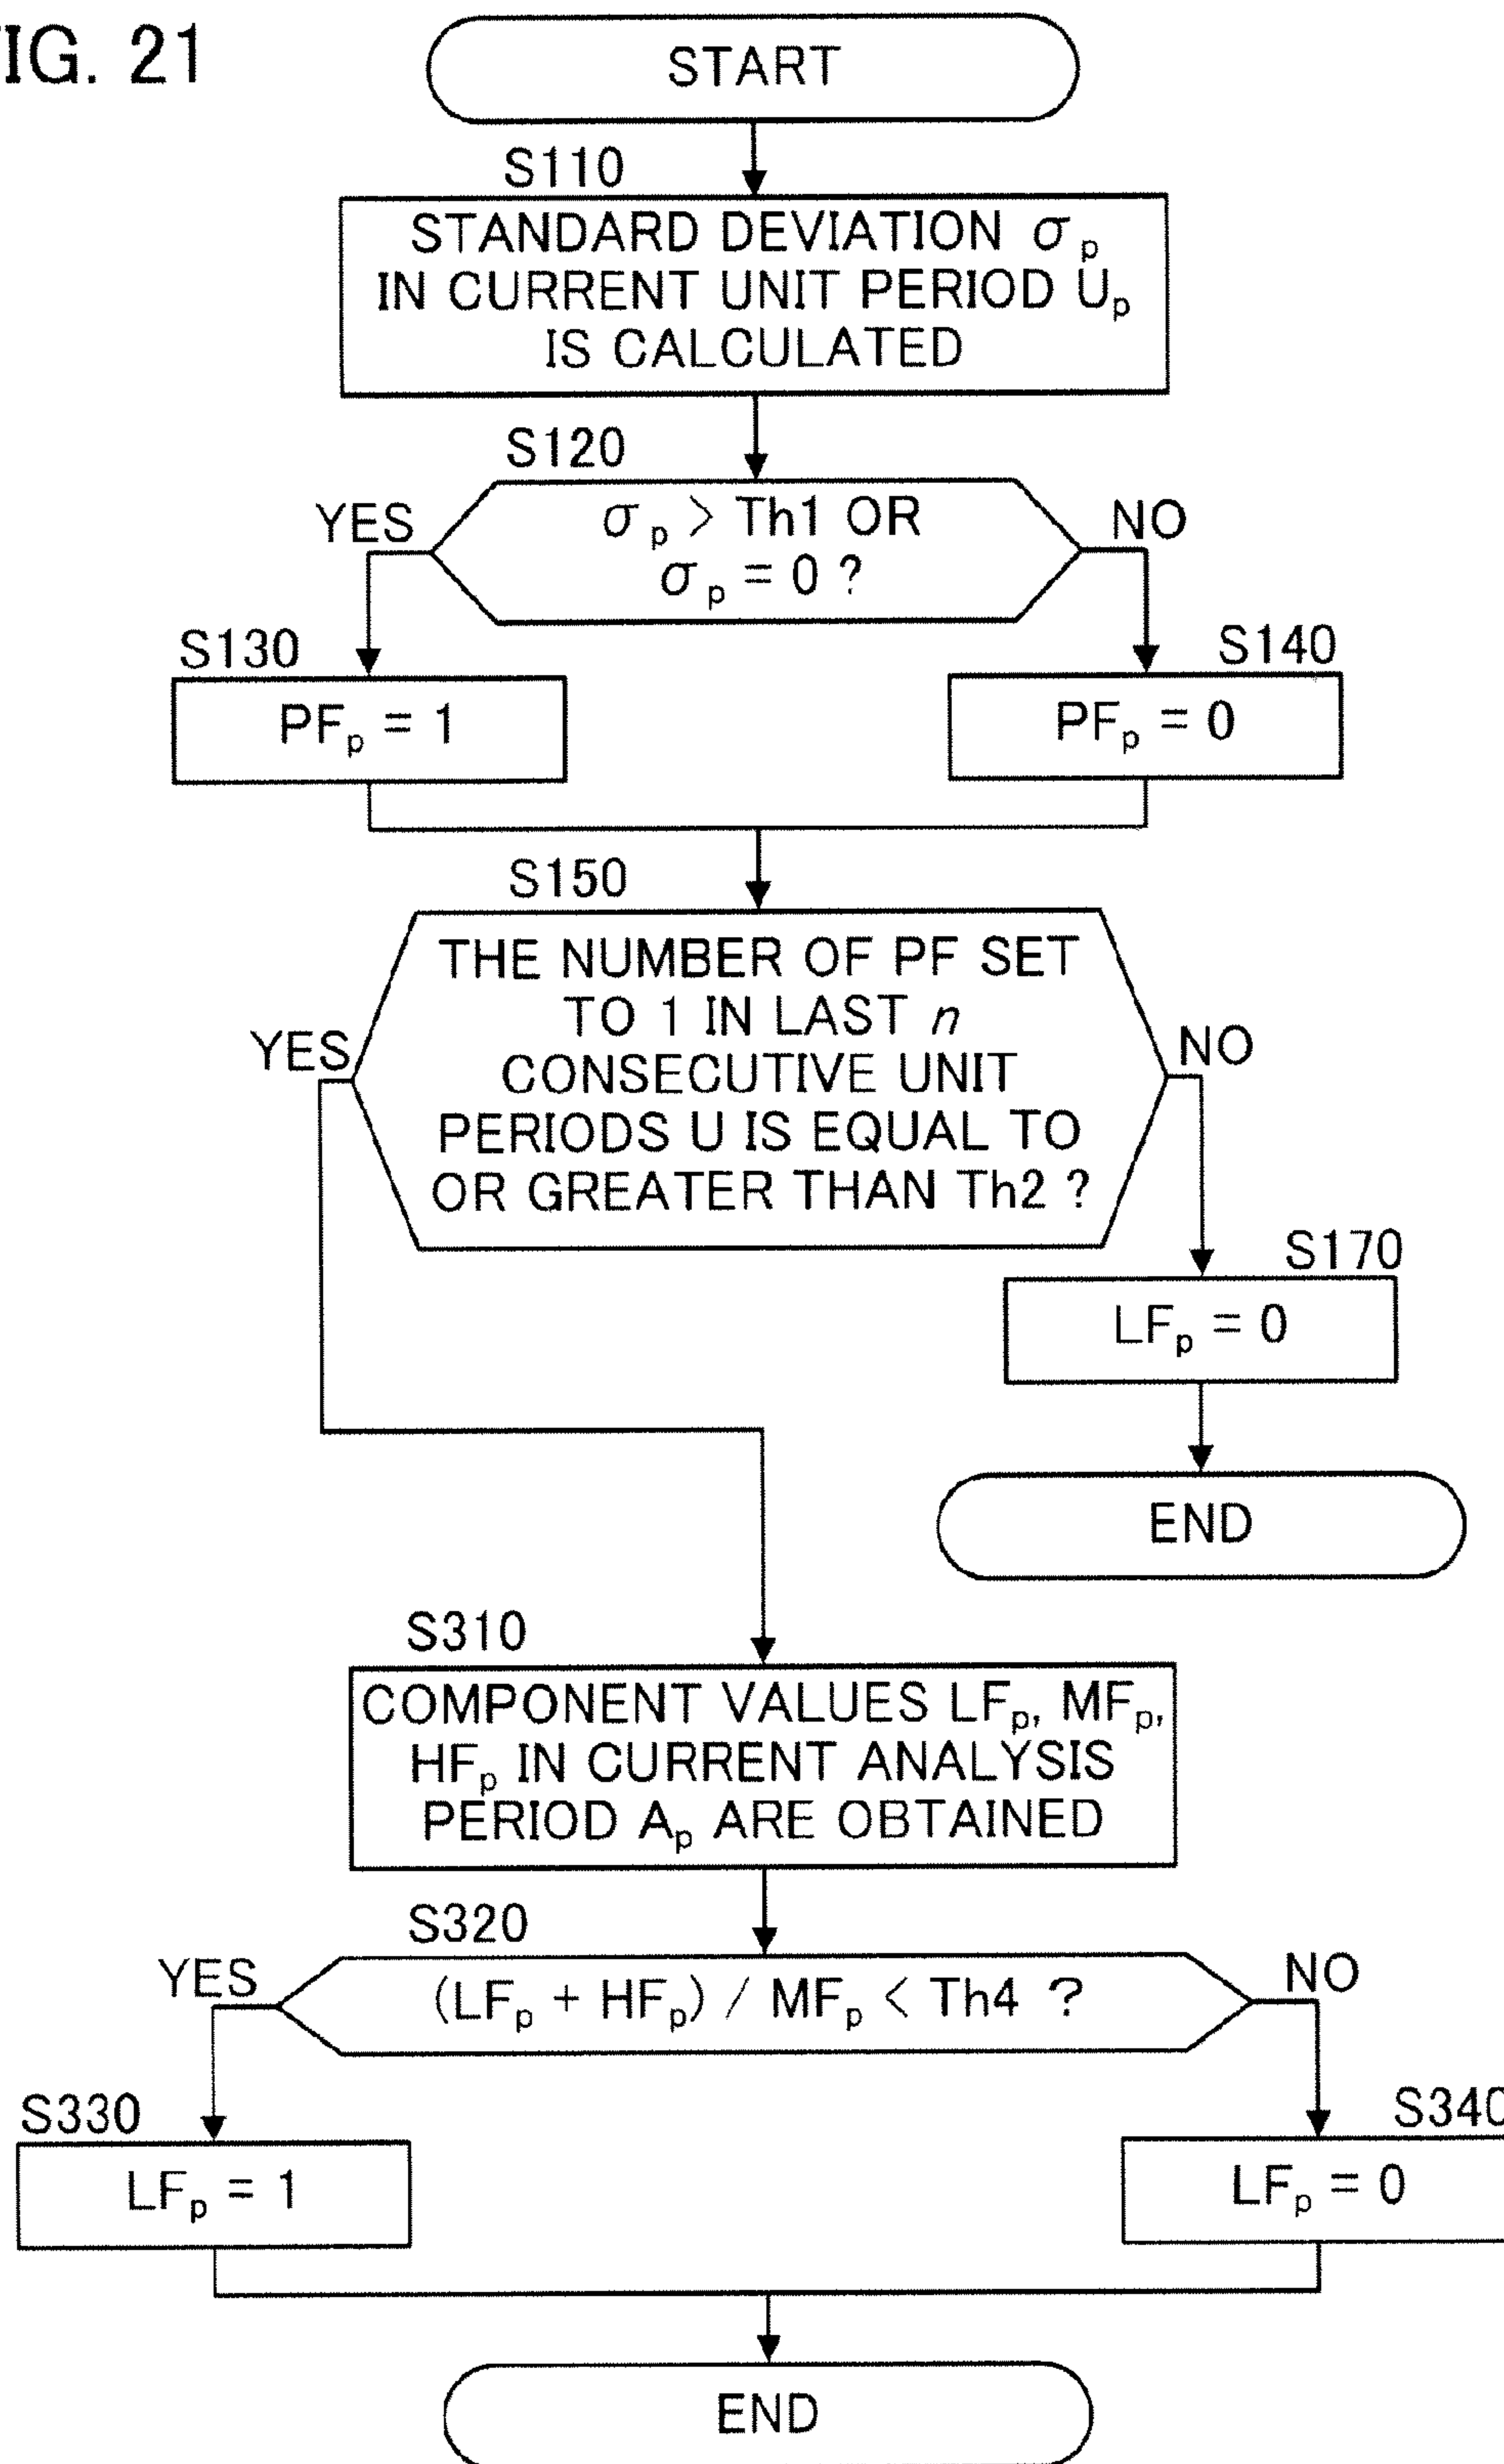 IG. 21
START
S110
STANDARD DEVIATION σp
IN CURRENT UNIT PERIOD Up
IS CALCULATED
S120
YES
σp > Th1 OR
σp = 0 ?
NO
S130
PFp = 1
S140
PFp = 0
S150
YES
THE NUMBER OF PF SET
TO 1 IN LAST n
CONSECUTIVE UNIT
PERIODS U IS EQUAL TO
OR GREATER THAN Th2 ?
NO
S170
LFp = 0
END
S310
COMPONENT VALUES LFp, MFp,
HFp IN CURRENT ANALYSIS
PERIOD Ap ARE OBTAINED
S320
YES
(LFp + HFp) / MFp < Th4 ?
NO
S330
LFp = 1
S340
LFp = 0
END